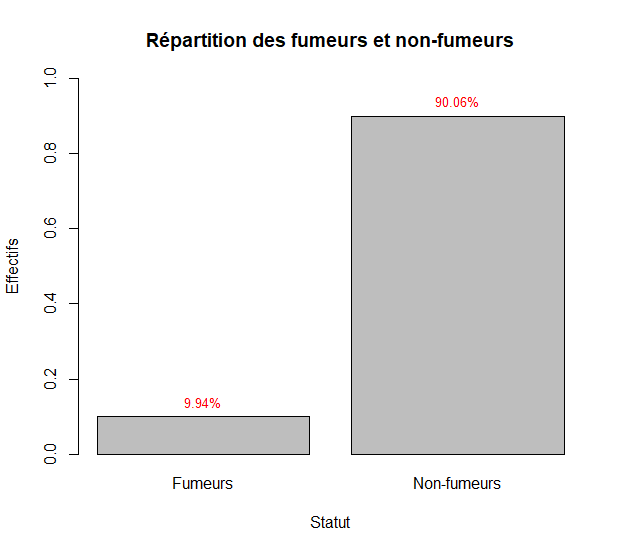 Répartition des fumeurs et non-fumeurs
1.0
0.8
0.6
0.4
0.2
0.0
Effectifs
9.94%
90.06%
Fumeurs
Non-fumeurs
Statut